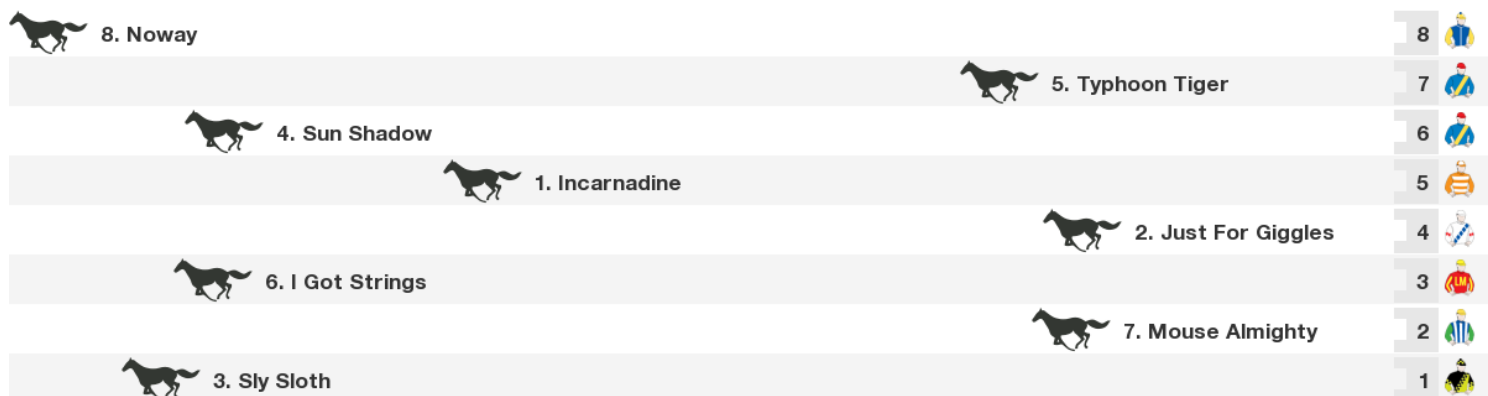 8. Noway 8
5. Typhoon Tiger 7
4. Sun Shadow 6
1. Incarnadine 5
2. Just For Giggles 4
6. I Got Strings 3 LM
7. Mouse Almighty 2
3. Sly Sloth 1